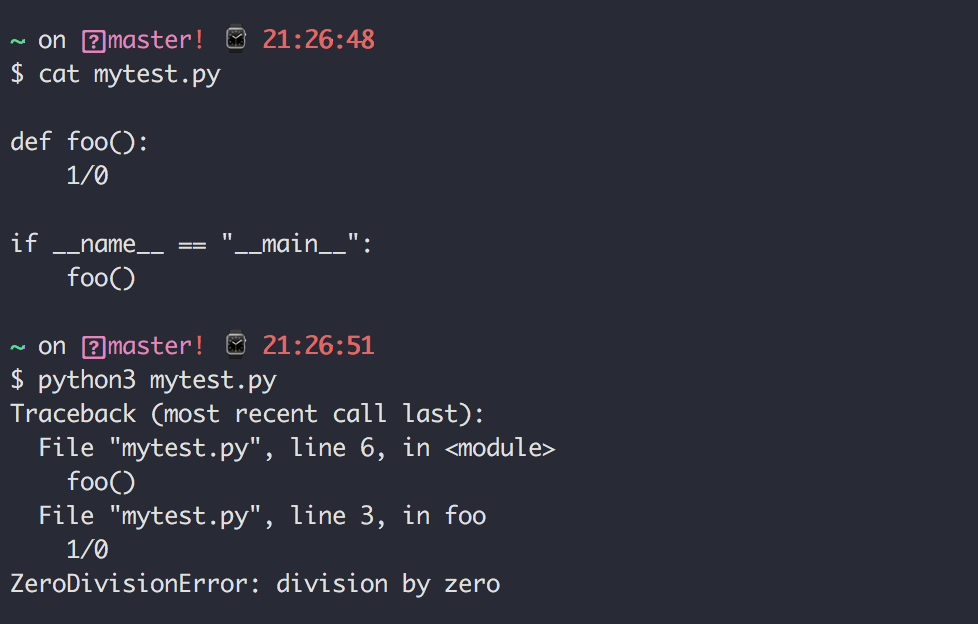 ~ on master! ⌚ 21:26:48
$ cat mytest.py
def foo():
    1/0
if __name__ == "__main__":
    foo()
~ on master! ⌚ 21:26:51
$ python3 mytest.py
Traceback (most recent call last):
  File "mytest.py", line 6, in <module>
    foo()
  File "mytest.py", line 3, in foo
    1/0
ZeroDivisionError: division by zero